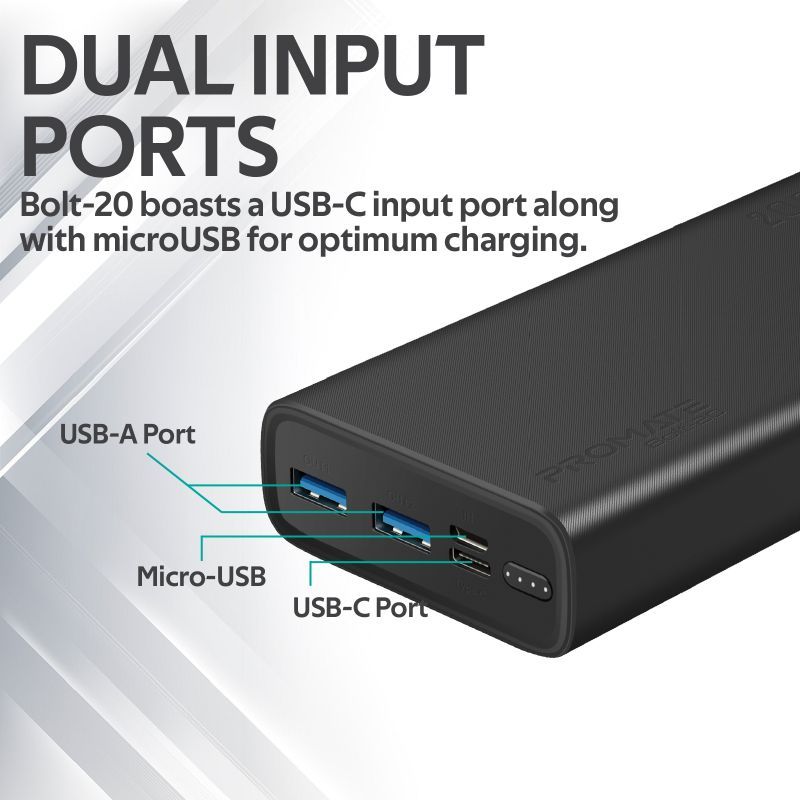 DUAL INPUT
PORTS
Bolt-20 boasts a USB-C input port along
with microUSB for optimum charging.
USB-A Port
Micro-USB
USB-C Port
PROMATE